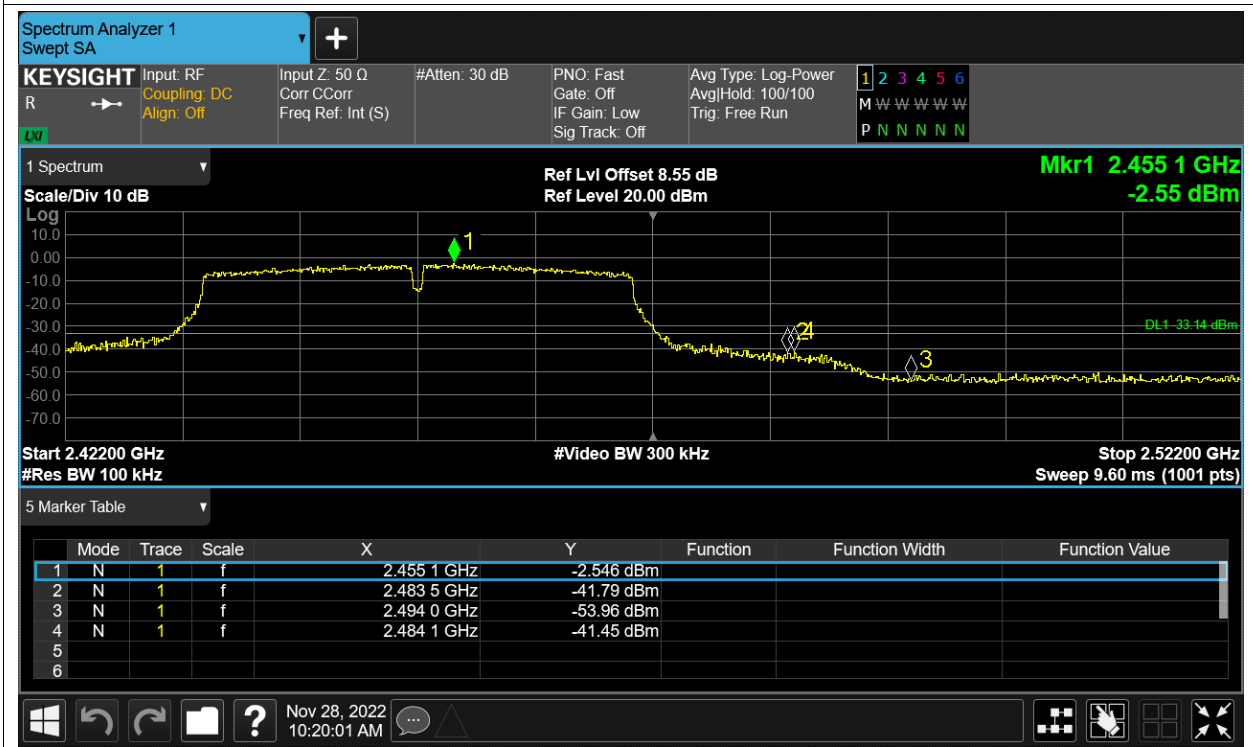 Spectrum Analyzer 1
Swept SA
+
KEYSIGHT Input: RF Input Z: 50 Ω #Atten: 30 dB PNO: Fast Avg Type: Log-Power 1 2 3 4 5 6
R Coupling: DC Corr CCorr Gate: Off Avg|Hold: 100/100 M W W W W W
Align: Off Freq Ref: Int (S) IF Gain: Low Trig: Free Run
LXI Sig Track: Off P N N N N N
1 Spectrum Ref Lvl Offset 8.55 dB Mkr1 2.455 1 GHz
Scale/Div 10 dB Ref Level 20.00 dBm -2.55 dBm
Log
10.0
1
0.00
-10.0
-20.0
-30.0 24 DL1 -33.14 dBm
-40.0
3
-50.0
-60.0
-70.0
Start 2.42200 GHz #Video BW 300 kHz Stop 2.52200 GHz
#Res BW 100 kHz Sweep 9.60 ms (1001 pts)
5 Marker Table
Mode Trace Scale X Y Function Function Width Function Value
1 N 1 f 2.455 1 GHz -2.546 dBm
2 N 1 f 2.483 5 GHz -41.79 dBm
3 N 1 f 2.494 0 GHz -53.96 dBm
4 N 1 f 2.484 1 GHz -41.45 dBm
5
6
? Nov 28, 2022
10:20:01 AM